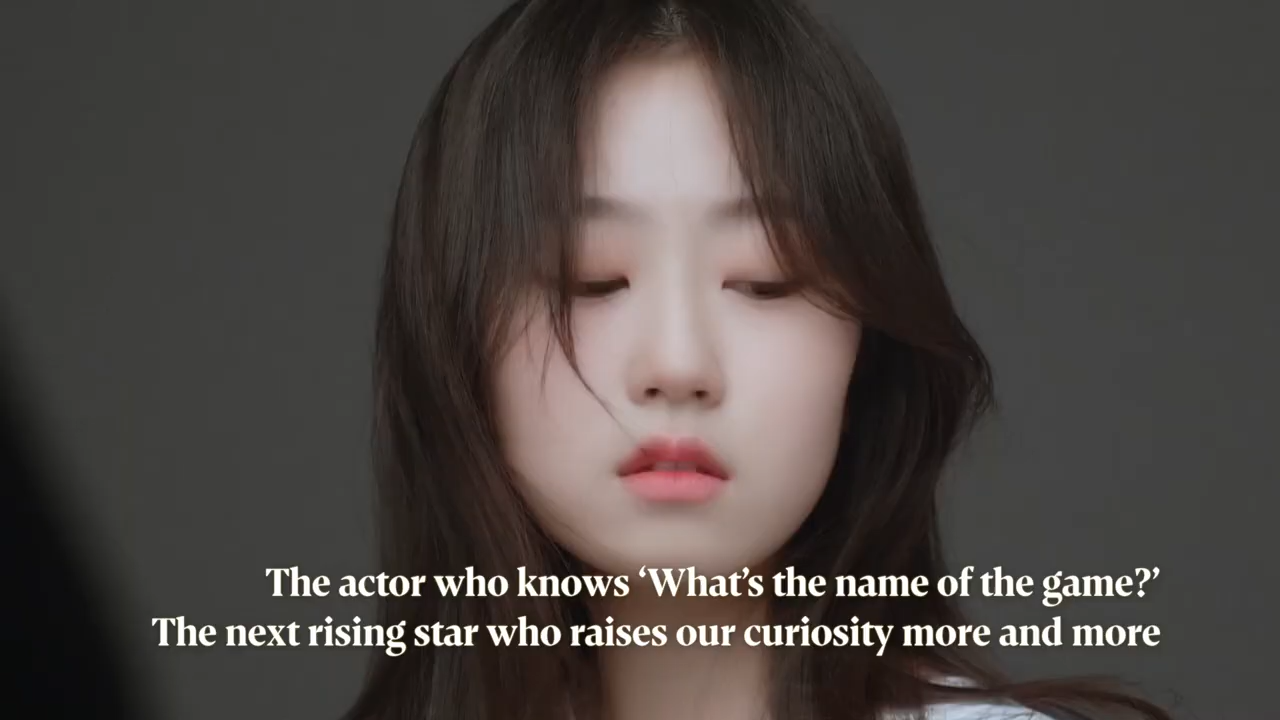 The actor who knows ‘What’s the name of the game?’
The next rising star who raises our curiosity more and more